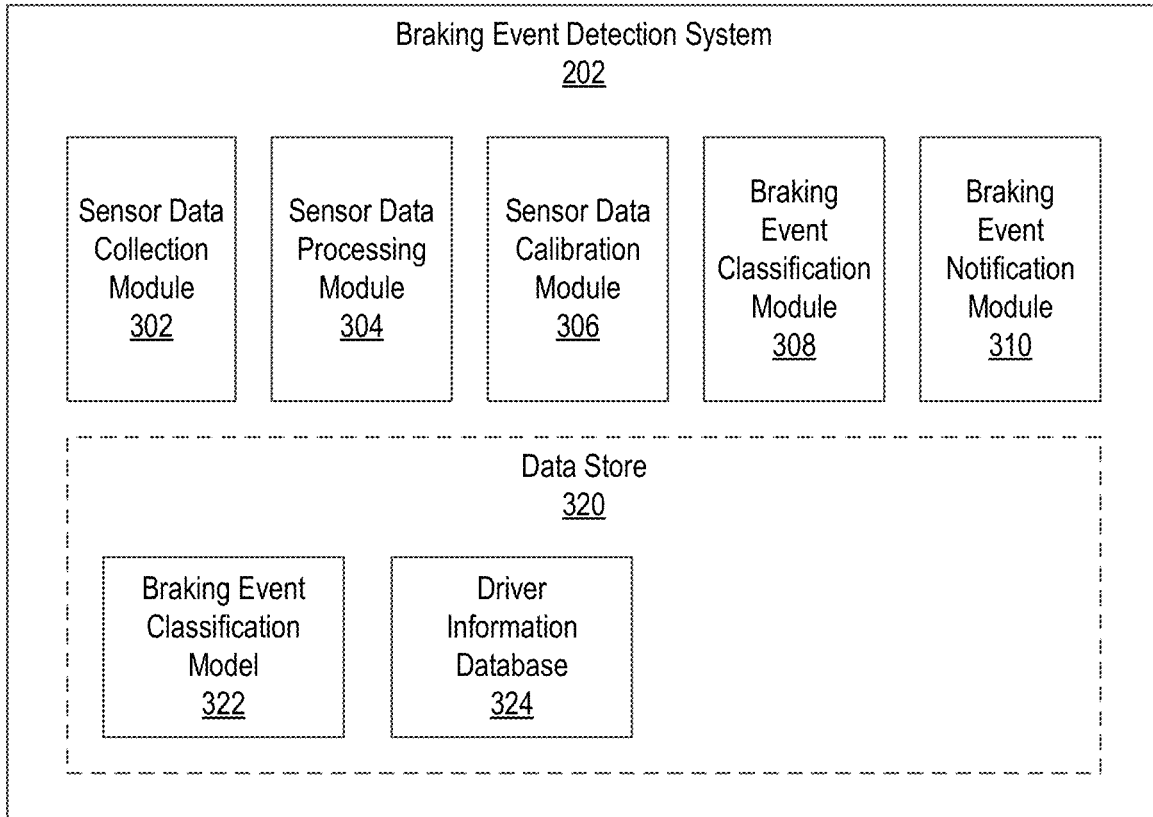 Braking Event Detection System
202
Sensor Data
Collection
Module
302
Sensor Data
Processing
Module
304
Sensor Data
Calibration
Module
306
Braking
Event
Classification
Module
308
Braking
Event
Notification
Module
310
Data Store
320
Braking Event
Classification
Model
322
Driver
Information
Database
324